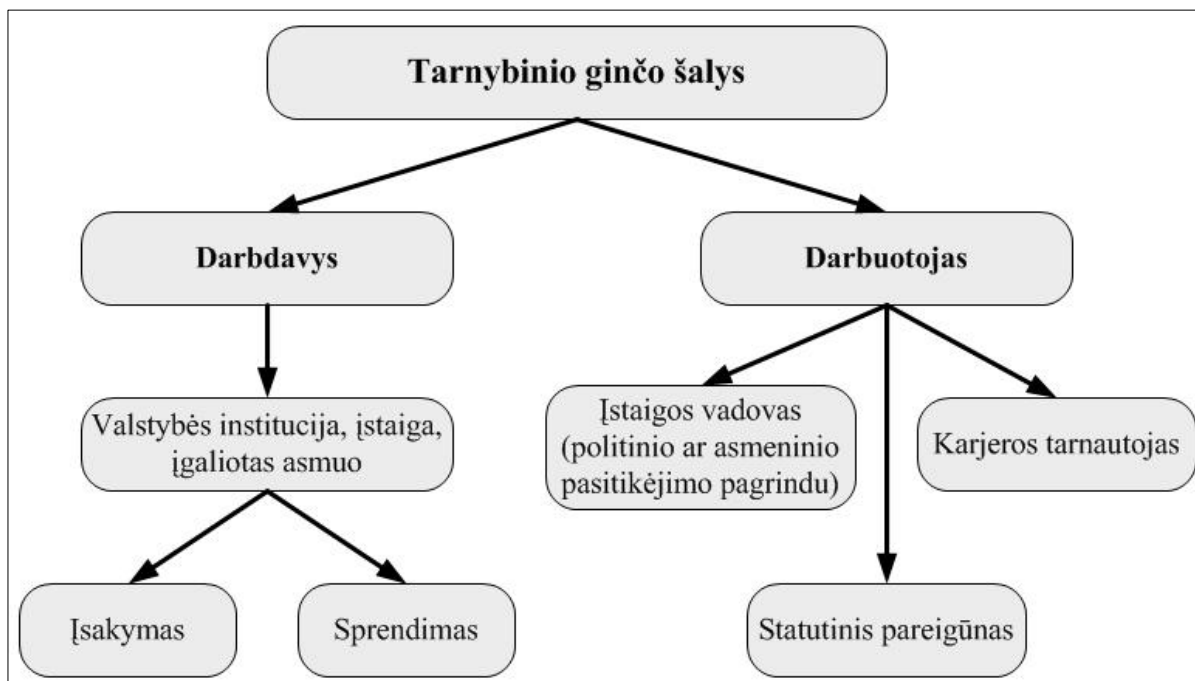 Tarnybinio ginčo šalys
Darbdavys
Darbuotojas
Valstybės institucija, įstaiga,
įgaliotas asmuo
Įstaigos vadovas
(politinio ar asmeninio
pasitikėjimo pagrindu)
Karjeros tarnautojas
Įsakymas
Sprendimas
Statutinis pareigūnas